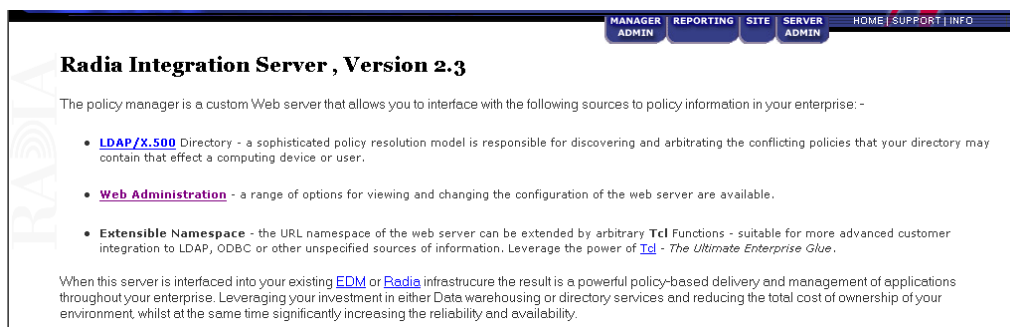 MANAGER ADMIN REPORTING SITE SERVER ADMIN HOME | SUPPORT | INFO
Radia Integration Server , Version 2.3
The policy manager is a custom Web server that allows you to interface with the following sources to policy information in your enterprise: -
• LDAP/X.500 Directory - a sophisticated policy resolution model is responsible for discovering and arbitrating the conflicting policies that your directory may
contain that effect a computing device or user.
• Web Administration - a range of options for viewing and changing the configuration of the web server are available.
• Extensible Namespace - the URL namespace of the web server can be extended by arbitrary Tcl Functions - suitable for more advanced customer
integration to LDAP, ODBC or other unspecified sources of information. Leverage the power of Tcl - The Ultimate Enterprise Glue.
When this server is interfaced into your existing EDM or Radia infrastrucure the result is a powerful policy-based delivery and management of applications
throughout your enterprise. Leveraging your investment in either Data warehousing or directory services and reducing the total cost of ownership of your
environment, whilst at the same time significantly increasing the reliability and availability.
RADIA